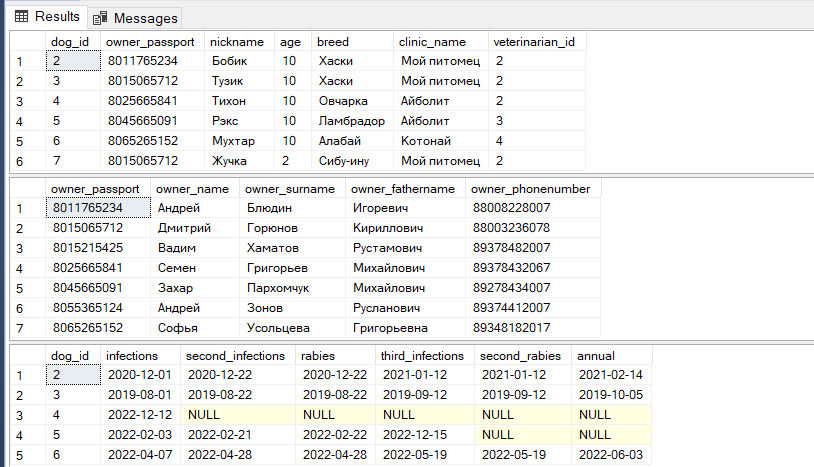 Results Messages
dog_id owner_passport nickname age breed clinic_name veterinarian_id
1 2 8011765234 Бобик 10 Хаски Мой питомец 2
2 3 8015065712 Тузик 10 Хаски Мой питомец 2
3 4 8025665841 Тихон 10 Овчарка Айболит 2
4 5 8045665091 Рэкс 10 Ламбрадор Айболит 3
5 6 8065265152 Мухтар 10 Алабай Котонай 4
6 7 8015065712 Жучка 2 Сибу-ину Мой питомец 2
owner_passport owner_name owner_surname owner_fathername owner_phonenumber
1 8011765234 Андрей Блюдин Игоревич 88008228007
2 8015065712 Дмитрий Горюнов Кириллович 88003236078
3 8015215425 Вадим Хаматов Рустамович 89378482007
4 8025665841 Семен Григорьев Михайлович 89378432067
5 8045665091 Захар Пархомчук Михайлович 89278434007
6 8055365124 Андрей Зонов Русланович 89374412007
7 8065265152 Софья Усольцева Григорьевна 89348182017
dog_id infections second_infections rabies third_infections second_rabies annual
1 2 2020-12-01 2020-12-22 2020-12-22 2021-01-12 2021-01-12 2021-02-14
2 3 2019-08-01 2019-08-22 2019-08-22 2019-09-12 2019-09-12 2019-10-05
3 4 2022-12-12 NULL NULL NULL NULL NULL
4 5 2022-02-03 2022-02-21 2022-02-22 2022-12-15 NULL NULL
5 6 2022-04-07 2022-04-28 2022-04-28 2022-05-19 2022-05-19 2022-06-03